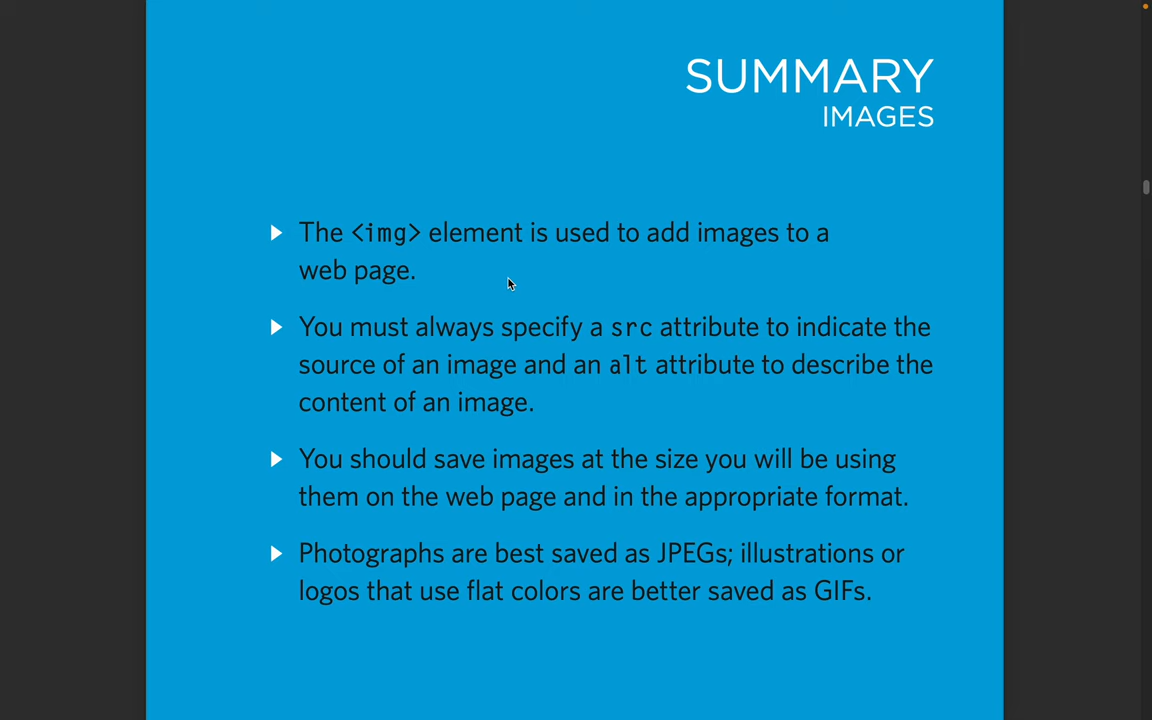 SUMMARY
IMAGES
The <img> element is used to add images to a
web page.
You must always specify a src attribute to indicate the
source of an image and an alt attribute to describe the
content of an image.
You should save images at the size you will be using
them on the web page and in the appropriate format.
Photographs are best saved as JPEGs; illustrations or
logos that use flat colors are better saved as GIFs.